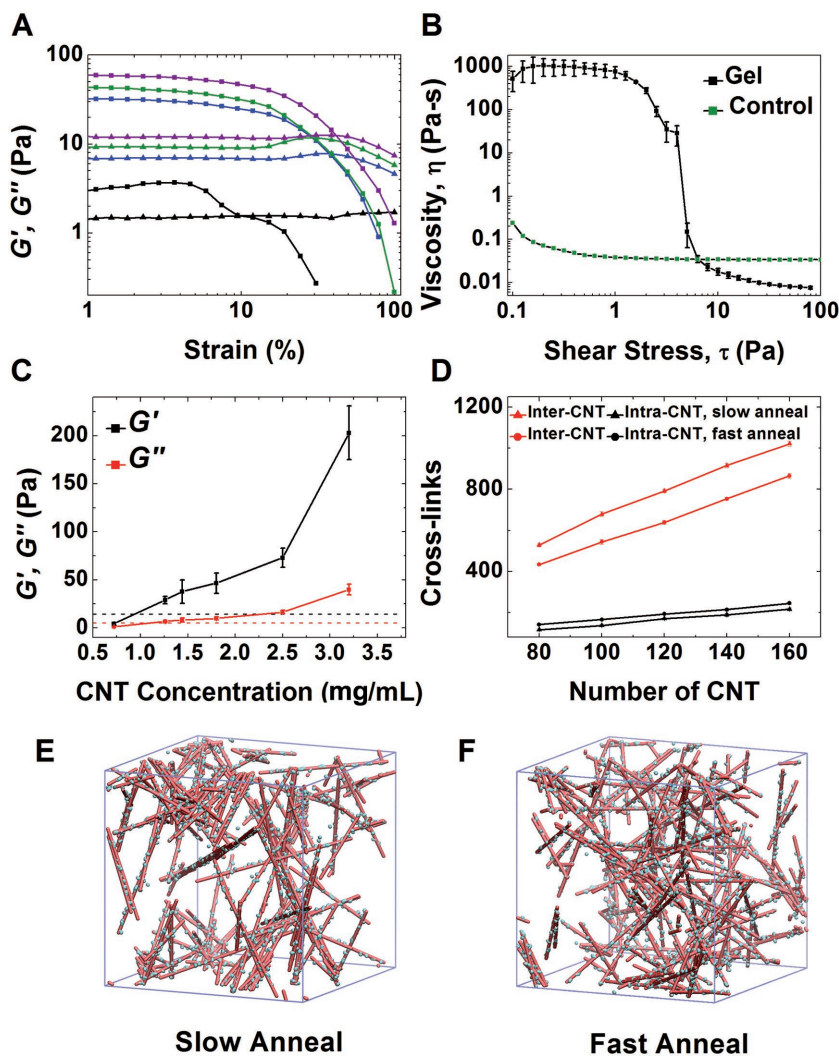 A
100
10
1
G', G'' (Pa)
1
10
100
Strain (%)
B
1000
100
10
1
0.1
0.01
Viscosity, η (Pa-s)
Gel
Control
0.1
1
10
100
Shear Stress, τ (Pa)
C
200
150
100
50
0
G', G'' (Pa)
G'
G''
0.5
1.0
1.5
2.0
2.5
3.0
3.5
CNT Concentration (mg/mL)
D
1200
800
400
Cross-links
Inter-CNT Intra-CNT, slow anneal
Inter-CNT Intra-CNT, fast anneal
80
100
120
140
160
Number of CNT
E
Slow Anneal
F
Fast Anneal